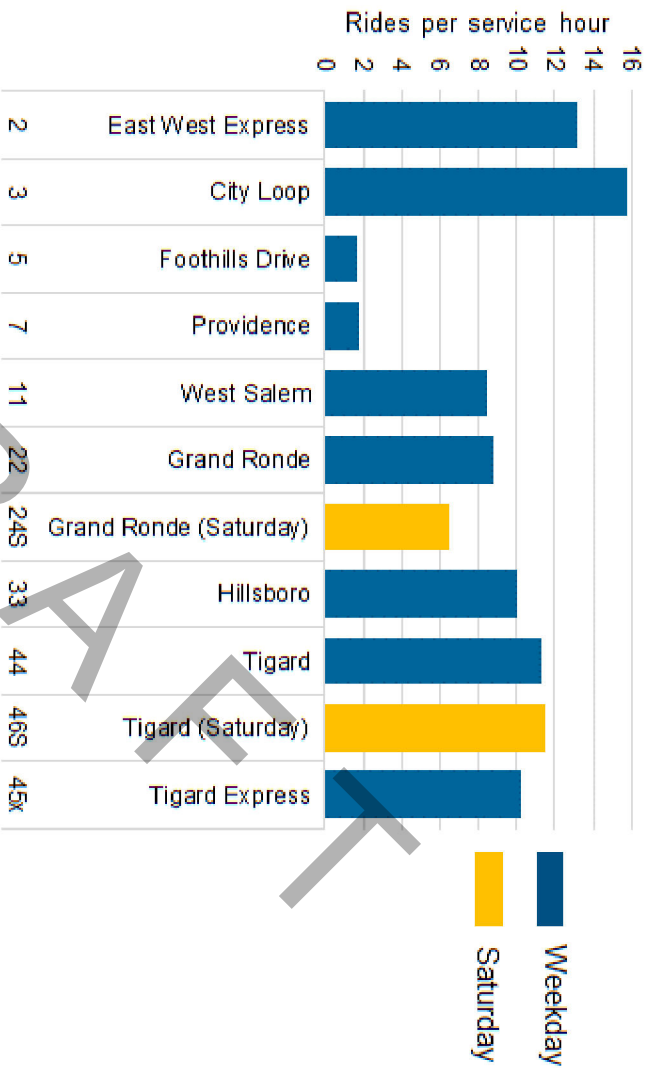 Rides per service hour
0 2 4 6 8 10 12 14 16
2 East West Express
3 City Loop
5 Foothills Drive
7 Providence
11 West Salem
22 Grand Ronde
24S Grand Ronde (Saturday)
33 Hillsboro
44 Tigard
46S Tigard (Saturday)
45x Tigard Express
Weekday
Saturday
DRAFT